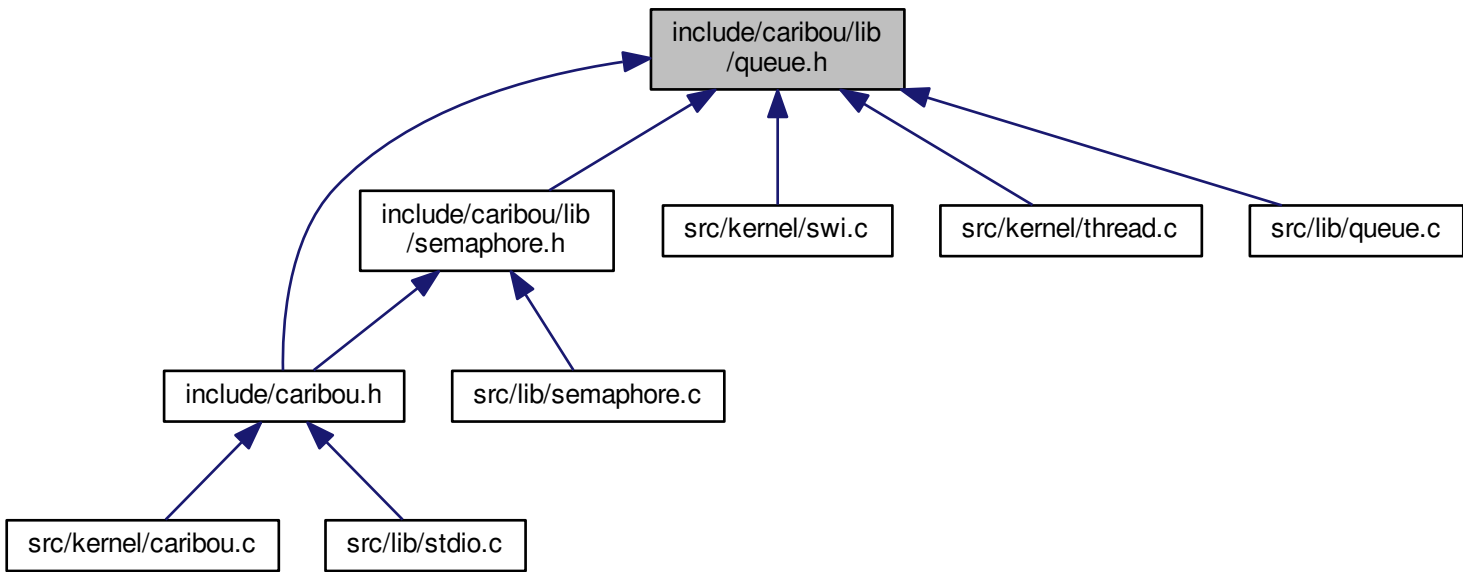 include/caribou/lib
/queue.h
include/caribou/lib
/semaphore.h
src/kernel/swi.c
src/kernel/thread.c
src/lib/queue.c
include/caribou.h
src/lib/semaphore.c
src/kernel/caribou.c
src/lib/stdio.c